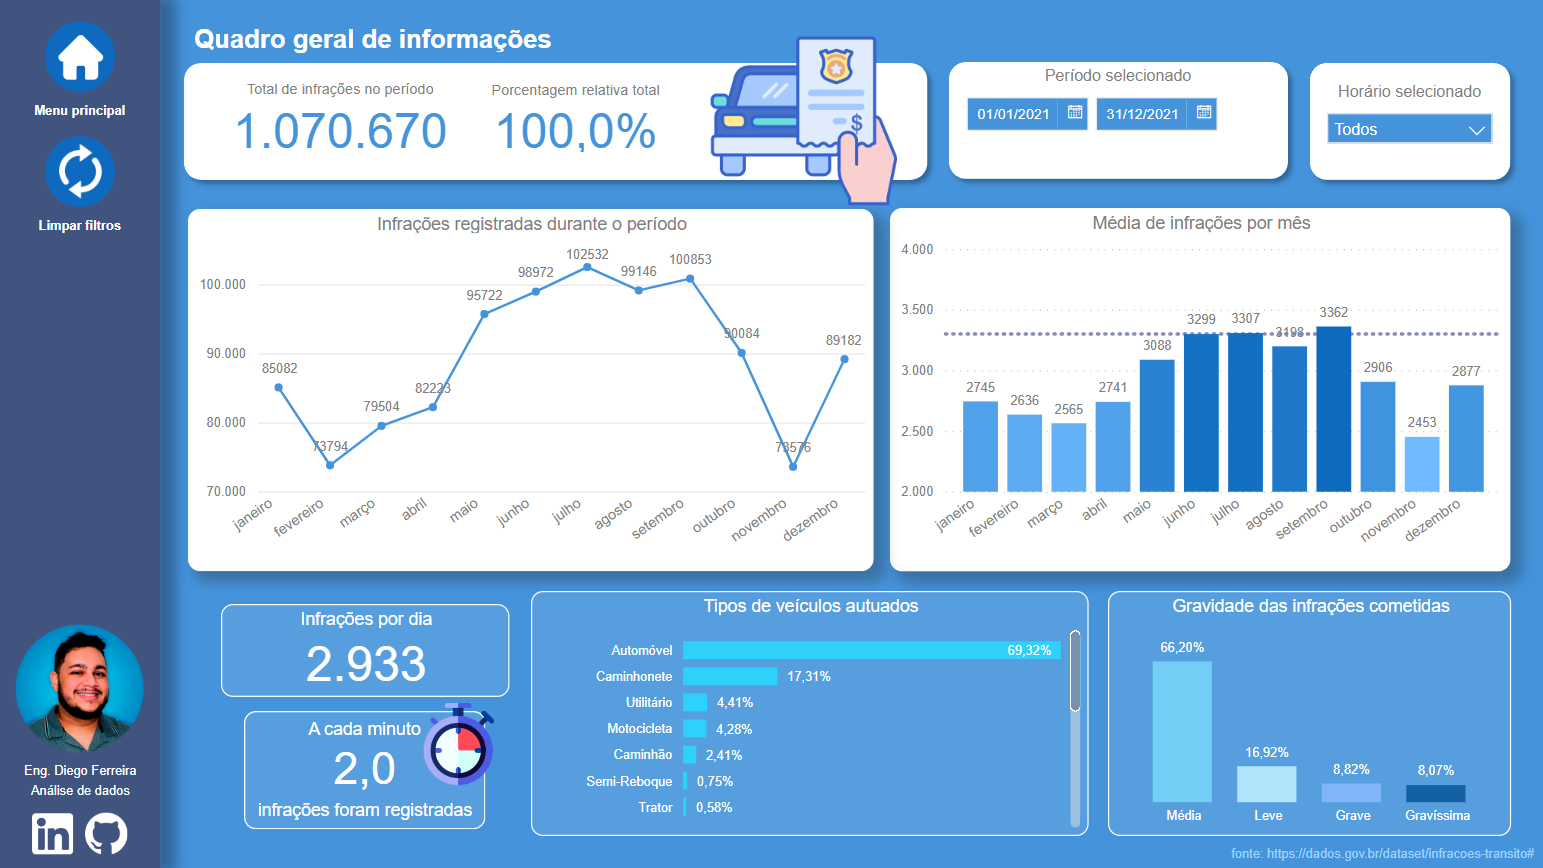 Quadro geral de informações
Menu principal
Limpar filtros
Total de infrações no período
1.070.670
Porcentagem relativa total
100,0%
$
Período selecionado
01/01/2021
31/12/2021
Horário selecionado
Todos
Infrações registradas durante o período
100.000
90.000
80.000
70.000
85082
73794
79504
82223
95722
98972
102532
99146
100853
90084
73576
89182
janeiro
fevereiro
março
abril
maio
junho
julho
agosto
setembro
outubro
novembro
dezembro
Média de infrações por mês
4.000
3.500
3.000
2.500
2.000
2745
2636
2565
2741
3088
3299
3307
3198
3362
2906
2453
2877
janeiro
fevereiro
março
abril
maio
junho
julho
agosto
setembro
outubro
novembro
dezembro
Infrações por dia
2.933
A cada minuto
2,0
infrações foram registradas
Tipos de veículos autuados
Automóvel 69,32%
Caminhonete 17,31%
Utilitário 4,41%
Motocicleta 4,28%
Caminhão 2,41%
Semi-Reboque 0,75%
Trator 0,58%
Gravidade das infrações cometidas
66,20%
16,92%
8,82%
8,07%
Média
Leve
Grave
Gravíssima
Eng. Diego Ferreira
Análise de dados
in
fonte: https://dados.gov.br/dataset/infracoes-transito#